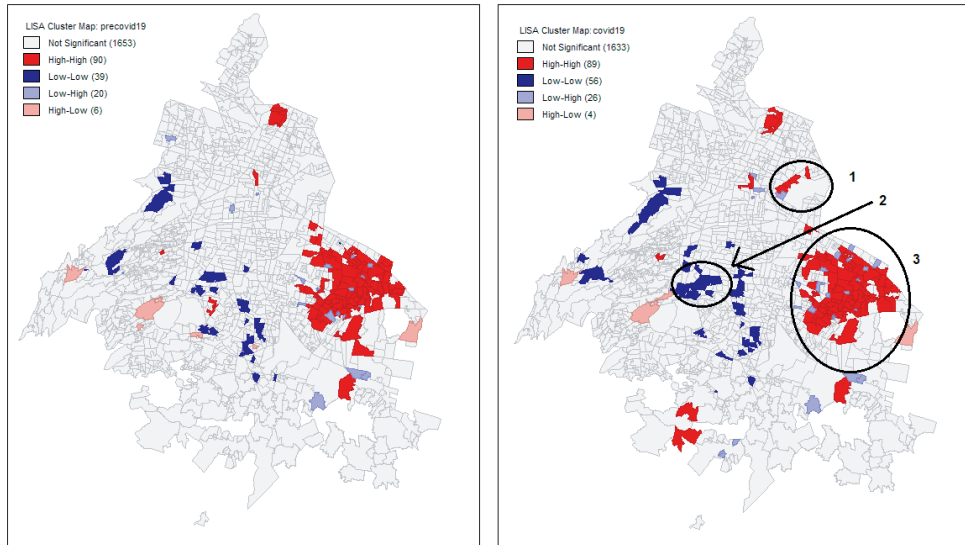 LISA Cluster Map: precovid19
Not Significant (1653)
High-High (90)
Low-Low (39)
Low-High (20)
High-Low (6)
LISA Cluster Map: covid19
Not Significant (1633)
High-High (89)
Low-Low (56)
Low-High (26)
High-Low (4)
1
2
3